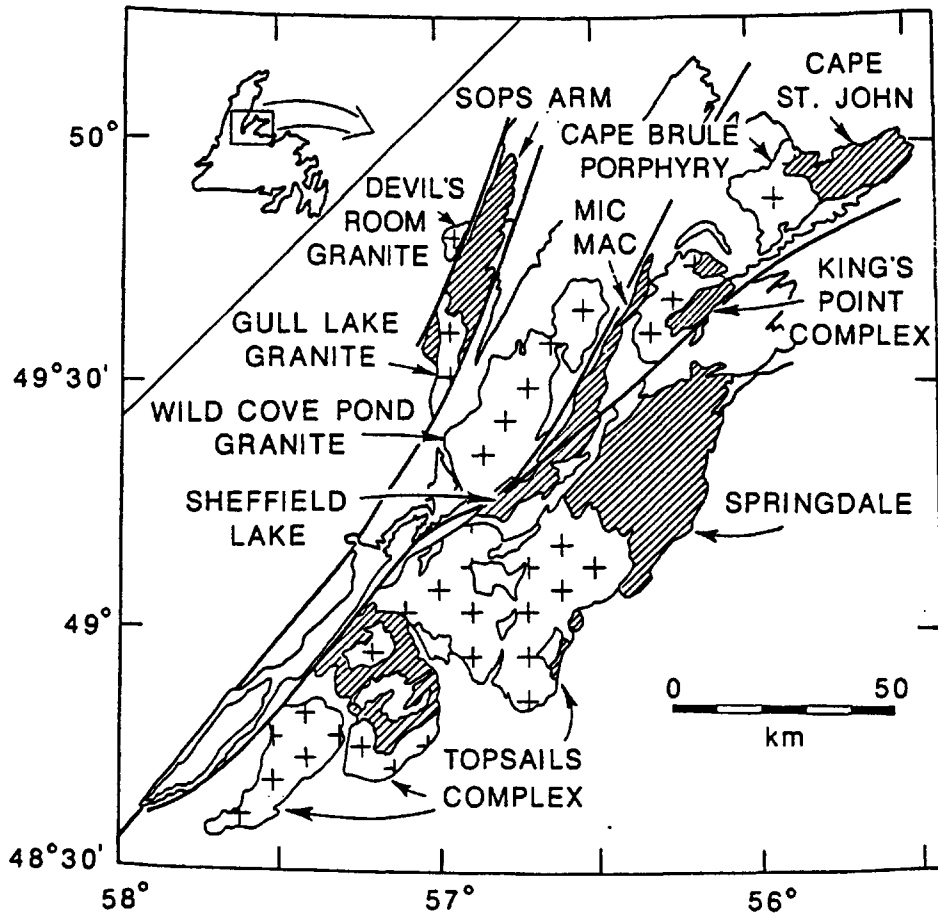 CAPE
ST. JOHN
SOPS ARM
CAPE BRULÉ
PORPHYRY
50°
DEVIL'S
ROOM
GRANITE
MIC
MAC
KING'S
POINT
COMPLEX
GULL LAKE
GRANITE
49°30'
WILD COVE POND
GRANITE
SHEFFIELD
LAKE
SPRINGDALE
49°
0 50
km
TOPSAILS
COMPLEX
48°30'
58° 57° 56°